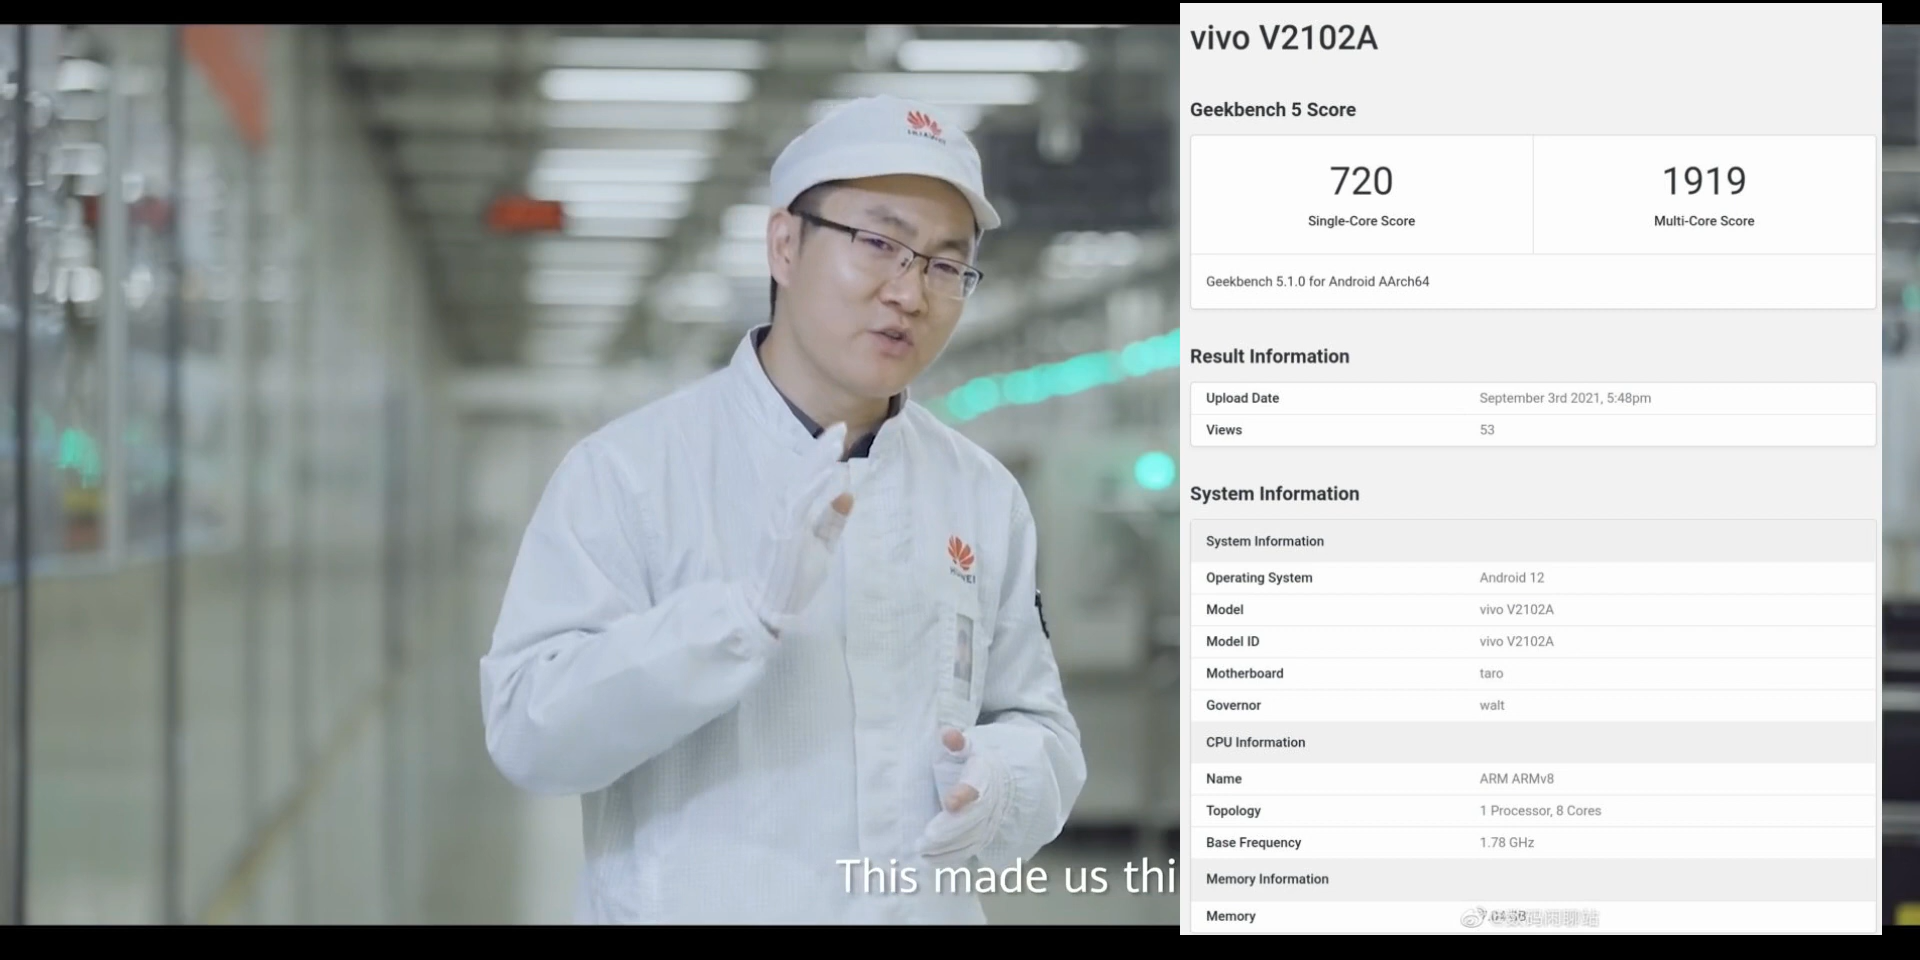 HUAWEI
HUAWEI
This made us thi
vivo V2102A
Geekbench 5 Score
720
1919
Single-Core Score
Multi-Core Score
Geekbench 5.1.0 for Android AArch64
Result Information
Upload Date
September 3rd 2021, 5:48pm
Views
53
System Information
System Information
Operating System
Android 12
Model
vivo V2102A
Model ID
vivo V2102A
Motherboard
taro
Governor
walt
CPU Information
Name
ARM ARMv8
Topology
1 Processor, 8 Cores
Base Frequency
1.78 GHz
Memory Information
Memory